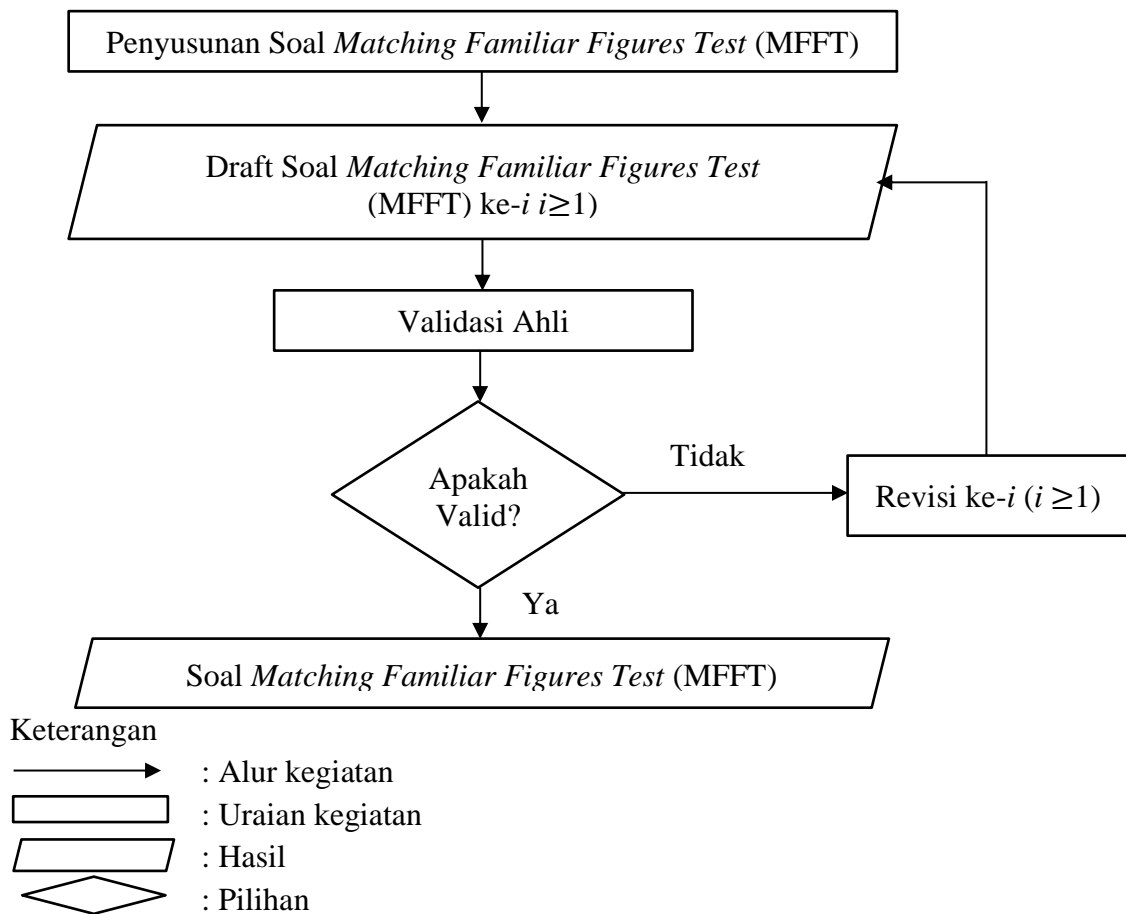 Penyusunan Soal Matching Familiar Figures Test (MFFT)
Draft Soal Matching Familiar Figures Test
(MFFT) ke-i i≥1)
Validasi Ahli
Apakah
Valid?
Tidak
Revisi ke-i (i ≥1)
Ya
Soal Matching Familiar Figures Test (MFFT)
Keterangan
: Alur kegiatan
: Uraian kegiatan
: Hasil
: Pilihan